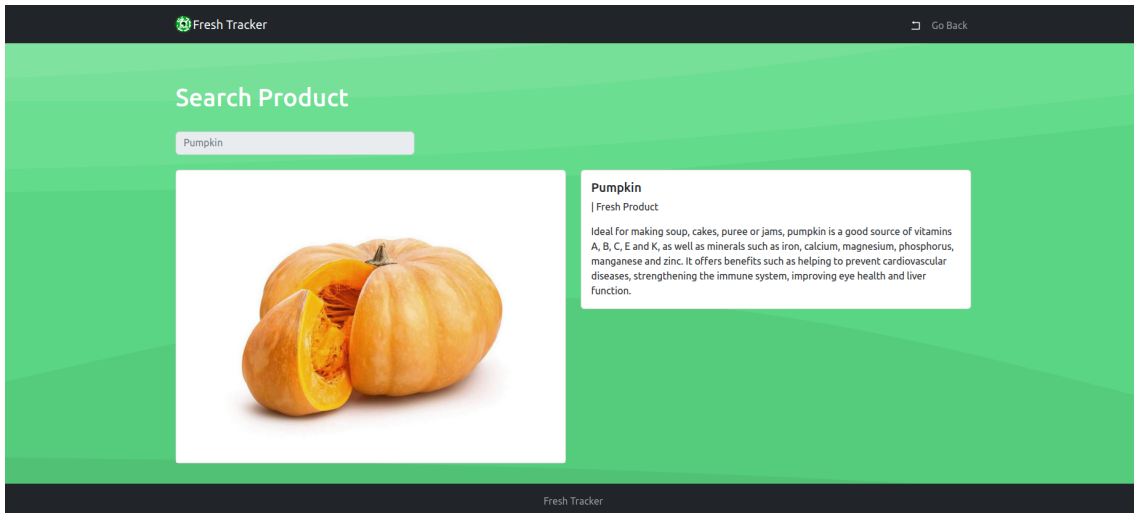 Fresh Tracker
Go Back
Search Product
Pumpkin
Pumpkin
| Fresh Product
Ideal for making soup, cakes, puree or jams, pumpkin is a good source of vitamins
A, B, C, E and K, as well as minerals such as iron, calcium, magnesium, phosphorus,
manganese and zinc. It offers benefits such as helping to prevent cardiovascular
diseases, strengthening the immune system, improving eye health and liver
function.
Fresh Tracker